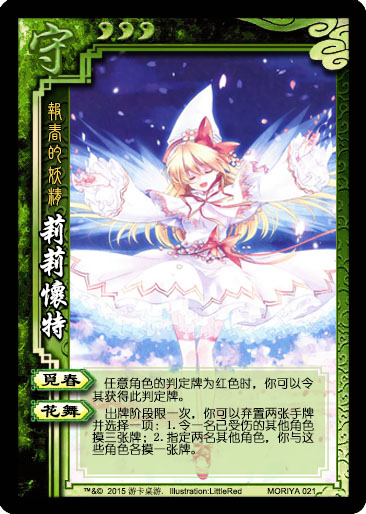 守
報春的妖精
莉莉懷特
覓春
任意角色的判定牌为红色时，你可以令
其获得此判定牌。
花舞
出牌阶段限一次，你可以弃置两张手牌
并选择一项：1.令一名已受伤的其他角色
摸三张牌；2.指定两名其他角色，你与这
些角色各摸一张牌。
™&© 2015 游卡桌游. Illustration:LittleRed
MORIYA 021